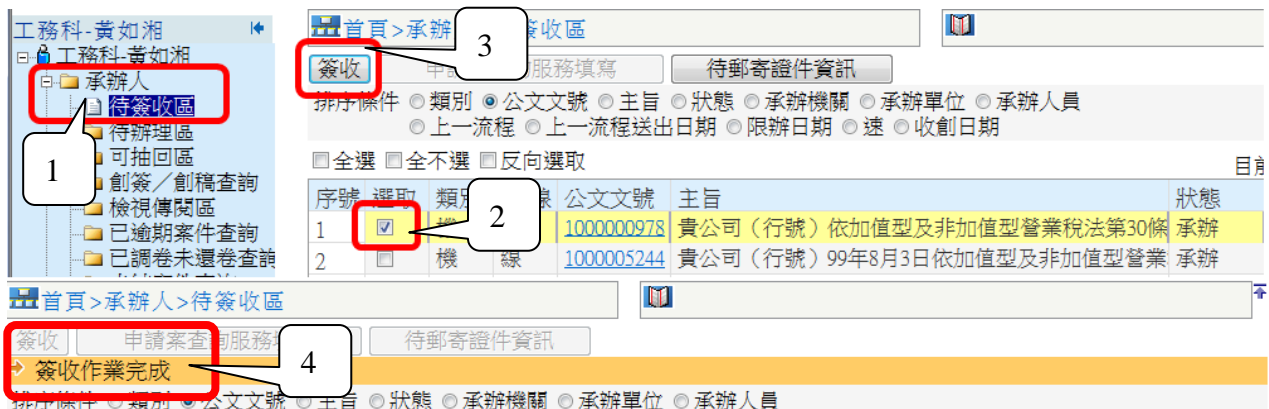 工務科-黃如湘
工務科-黃如湘
承辦人
待簽收區
待辦理區
可抽回區
創簽／創稿查詢
檢視傳閱區
已逾期案件查詢
已調卷未還卷查詢
1
首頁>承辦 簽收區
3
簽收 服務填寫 待郵寄證件資訊
排序條件 類別 公文文號 主旨 狀態 承辦機關 承辦單位 承辦人員
上一流程 上一流程送出日期 限辦日期 速 收創日期
全選 全不選 反向選取 目前
序號 選取 類別 公文文號 主旨 狀態
2
1 1000000978 貴公司（行號）依加值型及非加值型營業稅法第30條 承辦
2 機 線 1000005244 貴公司（行號）99年8月3日依加值型及非加值型營業 承辦
首頁>承辦人>待簽收區
簽收 申請案查詢服務 待郵寄證件資訊
4
簽收作業完成
排序條件 類別 公文文號 主旨 狀態 承辦機關 承辦單位 承辦人員